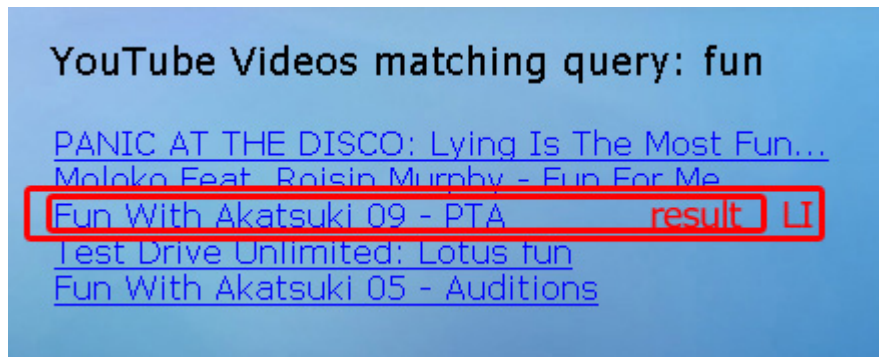 YouTube Videos matching query: fun
PANIC AT THE DISCO: Lying Is The Most Fun...
Moloko Feat. Roisin Murphy - Fun For Me
Fun With Akatsuki 09 - PTA result LI
Test Drive Unlimited: Lotus fun
Fun With Akatsuki 05 - Auditions